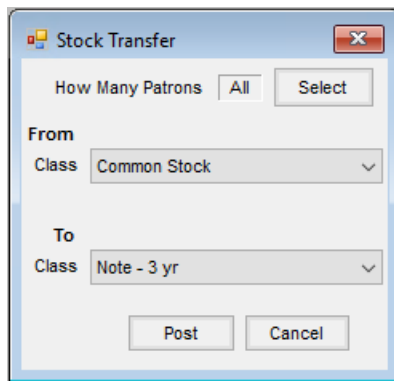 Stock Transfer
How Many Patrons All Select
From
Class Common Stock
To
Class Note - 3 yr
Post Cancel